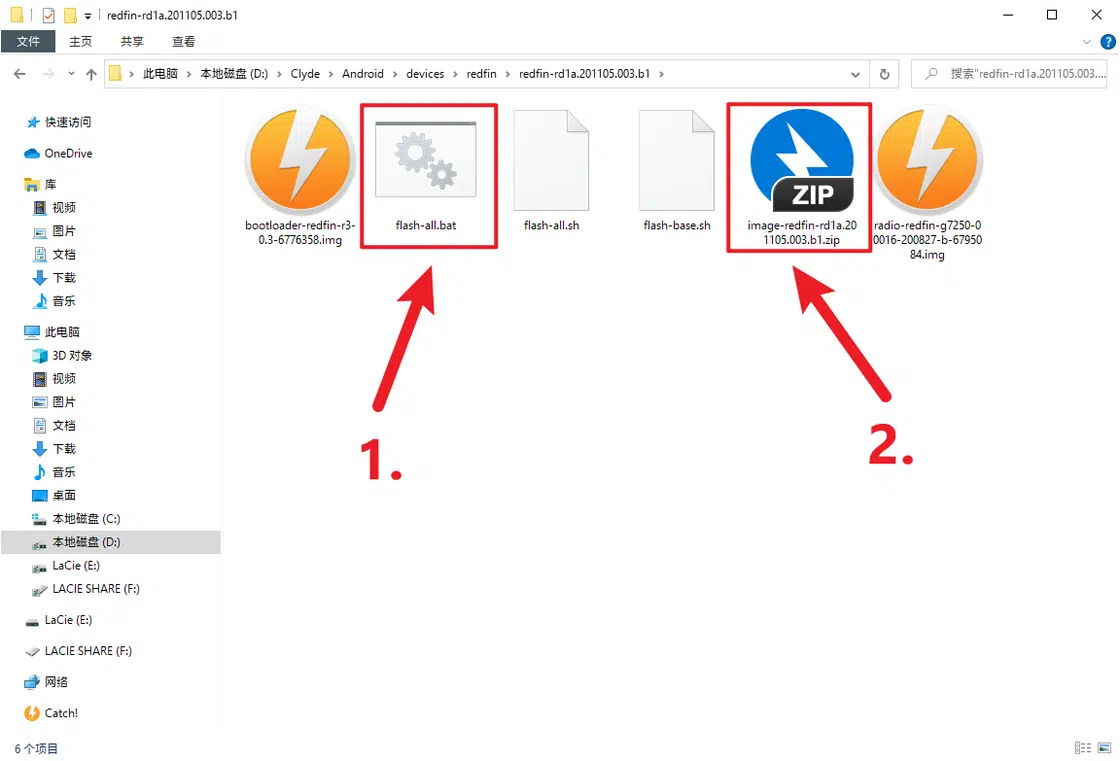 redfin-rd1a.201105.003.b1
文件 主页 共享 查看
此电脑 本地磁盘 (D:) Clyde Android devices redfin redfin-rd1a.201105.003.b1
搜索"redfin-rd1a.201105.003....
快速访问
OneDrive
库
视频
图片
文档
下载
音乐
此电脑
3D 对象
视频
图片
文档
下载
音乐
桌面
本地磁盘 (C:)
本地磁盘 (D:)
LaCie (E:)
LACIE SHARE (F:)
LaCie (E:)
LACIE SHARE (F:)
网络
Catch!
bootloader-redfin-r3-
0.3-6776358.img
flash-all.bat
flash-all.sh
flash-base.sh
ZIP
image-redfin-rd1a.20
1105.003.b1.zip
radio-redfin-g7250-0
0016-200827-b-67950
84.img
1.
2.
6 个项目